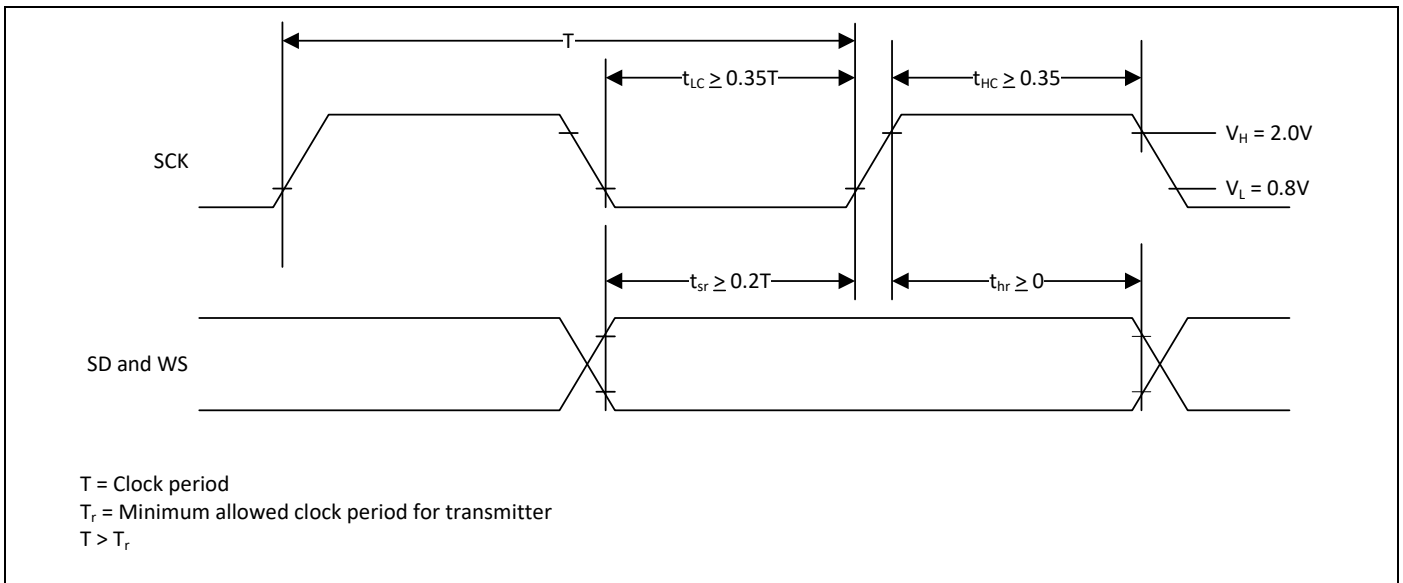 T
t_LC ≥ 0.35T
t_HC ≥ 0.35
V_H = 2.0V
SCK
V_L = 0.8V
t_sr ≥ 0.2T
t_hr ≥ 0
SD and WS
T = Clock period
T_r = Minimum allowed clock period for transmitter
T > T_r